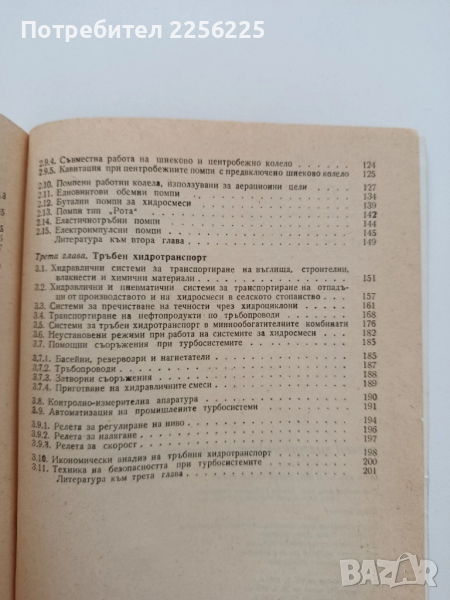 Потребител 2256225
2.9.4. Съвместна работа на шнеково и центробежно колело 124
2.9.5. Кавитация при центробежните помпи с предвключено шнеково колело 125
2.10. Помпени работни колела, използувани за аерационни цели 127
2.11. Едновинтови обемни помпи 134
2.12. Бутални помпи за хидросмеси 139
2.13. Помпи тип „Рота“ 142
2.14. Еластичнотръбни помпи 144
2.15. Електроимпулсни помпи 145
Литература към втора глава 149
Трета глава. Тръбен хидротранспорт
3.1. Хидравлични системи за транспортиране на въглища, строителни,
влакнести и химични материали 151
3.2. Хидравлични и пневматични системи за транспортиране на отпадъ-
ци от производството и на хидросмеси в селското стопанство 157
3.3. Системи за пречистване на течности чрез хидроциклони 161
3.4. Транспортиране на нефтопродукти по тръбопроводи 168
3.5. Системи за тръбен хидротранспорт в миннообогатителните комбинати 176
3.6. Неустановени режими при работа на системите за хидросмеси 182
3.7. Помощни съоръжения при турбосистемите 185
3.7.1. Басейни, резервоари и нагнетатели 185
3.7.2. Тръбопроводи 187
3.7.3. Затворни съоръжения 188
3.7.4. Приготвяне на хидравличните смеси 189
3.8. Контролно-измерителна апаратура 190
3.9. Автоматизация на промишлените турбосистеми 191
3.9.1. Релета за регулиране на ниво 194
3.9.2. Релета за налягане 196
3.9.3. Релета за скорост 197
3.10. Икономически анализ на тръбния хидротранспорт 198
3.11. Техника на безопасността при турбосистемите 200
Литература към трета глава 201
bazar